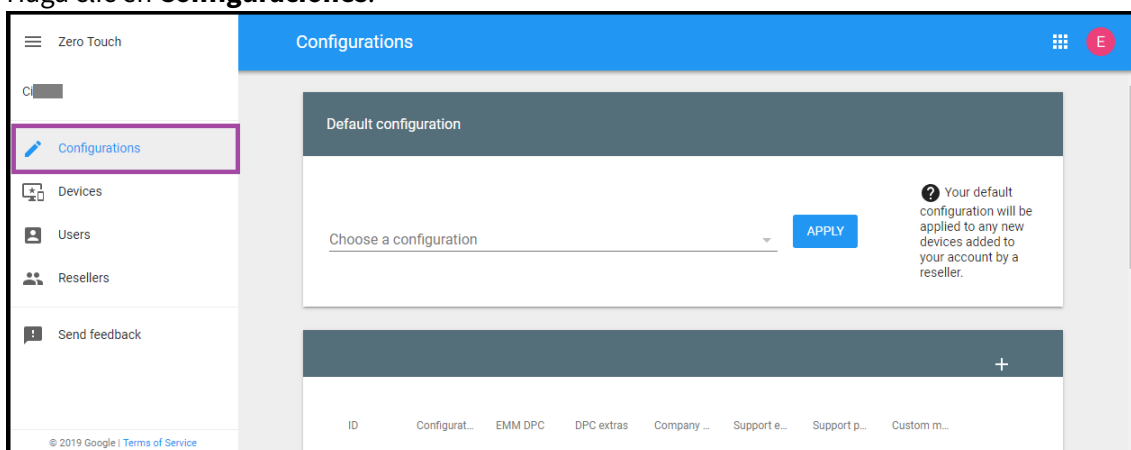 Haga clic en Configuraciones.
Zero Touch
Configurations
E
Ci
Default configuration
Configurations
Devices
Users
Resellers
Send feedback
Choose a configuration
APPLY
? Your default
configuration will be
applied to any new
devices added to
your account by a
reseller.
+
ID Configurat... EMM DPC DPC extras Company ... Support e... Support p... Custom m...
© 2019 Google | Terms of Service